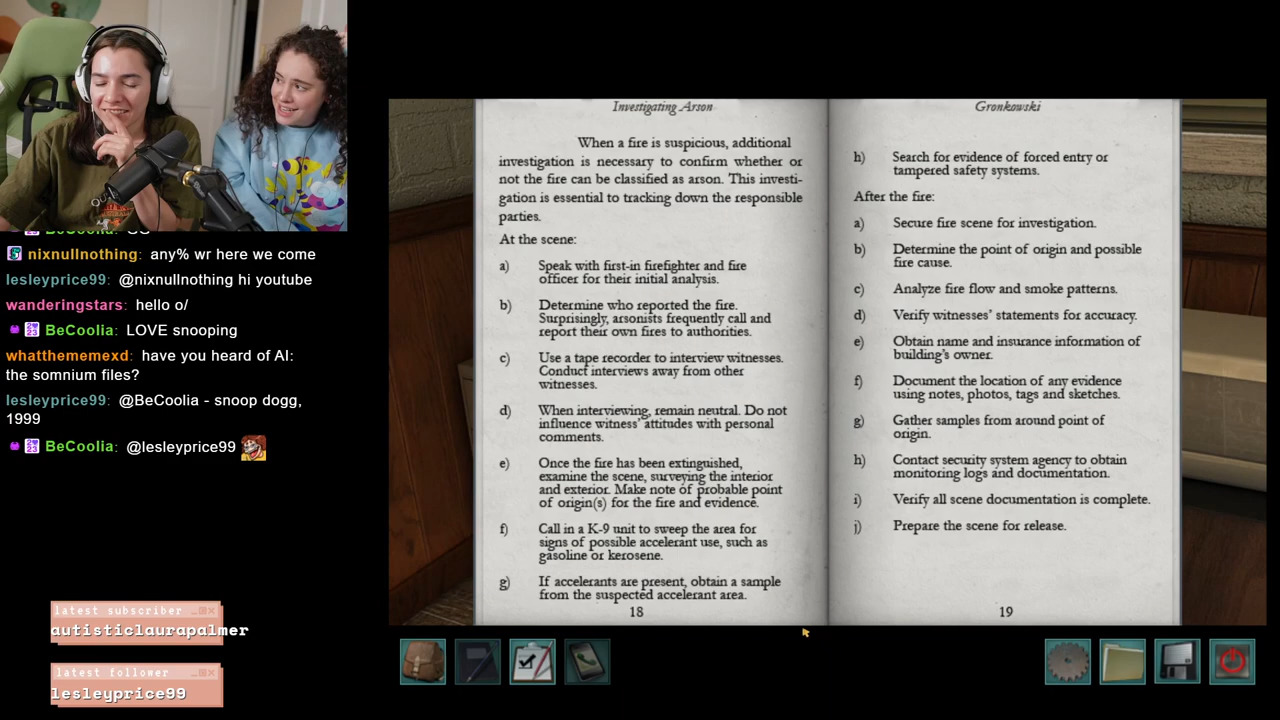 BeCoolia: GG
nixnullnothing: any% wr here we come
lesleyprice99: @nixnullnothing hi youtube
wanderingstars: hello o/
BeCoolia: LOVE snooping
whatthememexd: have you heard of AI:
the somnium files?
lesleyprice99: @BeCoolia - snoop dogg,
1999
BeCoolia: @lesleyprice99
latest subscriber
autisticlaurapalmer
latest follower
lesleyprice99
Investigating Arson
When a fire is suspicious, additional
investigation is necessary to confirm whether or
not the fire can be classified as arson. This investi-
gation is essential to tracking down the responsible
parties.
At the scene:
a) Speak with first-in firefighter and fire
officer for their initial analysis.
b) Determine who reported the fire.
Surprisingly, arsonists frequently call and
report their own fires to authorities.
c) Use a tape recorder to interview witnesses.
Conduct interviews away from other
witnesses.
d) When interviewing, remain neutral. Do not
influence witness' attitudes with personal
comments.
e) Once the fire has been extinguished,
examine the scene, surveying the interior
and exterior. Make note of probable point
of origin(s) for the fire and evidence.
f) Call in a K-9 unit to sweep the area for
signs of possible accelerant use, such as
gasoline or kerosene.
g) If accelerants are present, obtain a sample
from the suspected accelerant area.
18
Gronkowski
h) Search for evidence of forced entry or
tampered safety systems.
After the fire:
a) Secure fire scene for investigation.
b) Determine the point of origin and possible
fire cause.
c) Analyze fire flow and smoke patterns.
d) Verify witnesses' statements for accuracy.
e) Obtain name and insurance information of
building's owner.
f) Document the location of any evidence
using notes, photos, tags and sketches.
g) Gather samples from around point of
origin.
h) Contact security system agency to obtain
monitoring logs and documentation.
i) Verify all scene documentation is complete.
j) Prepare the scene for release.
19